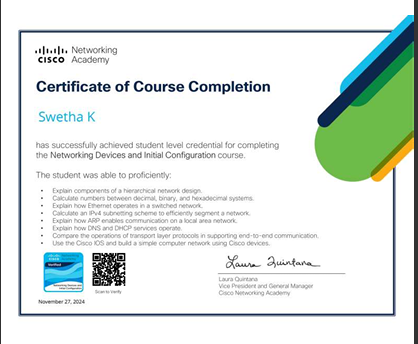 Networking
CISCO Academy
Certificate of Course Completion
Swetha K
has successfully achieved student level credential for completing
the Networking Devices and Initial Configuration course.
The student was able to proficiently:
• Explain components of a hierarchical network design.
• Calculate numbers between decimal, binary, and hexadecimal systems.
• Explain how Ethernet operates in a switched network.
• Calculate an IPv4 subnetting scheme to efficiently segment a network.
• Explain how ARP enables communication on a local area network.
• Explain how DNS and DHCP services operate.
• Compare the operations of transport layer protocols in supporting end-to-end communication.
• Use the Cisco IOS and build a simple computer network using Cisco devices.
Verified
Scan to Verify
Laura Quintana
Laura Quintana
Vice President and General Manager
Cisco Networking Academy
November 27, 2024